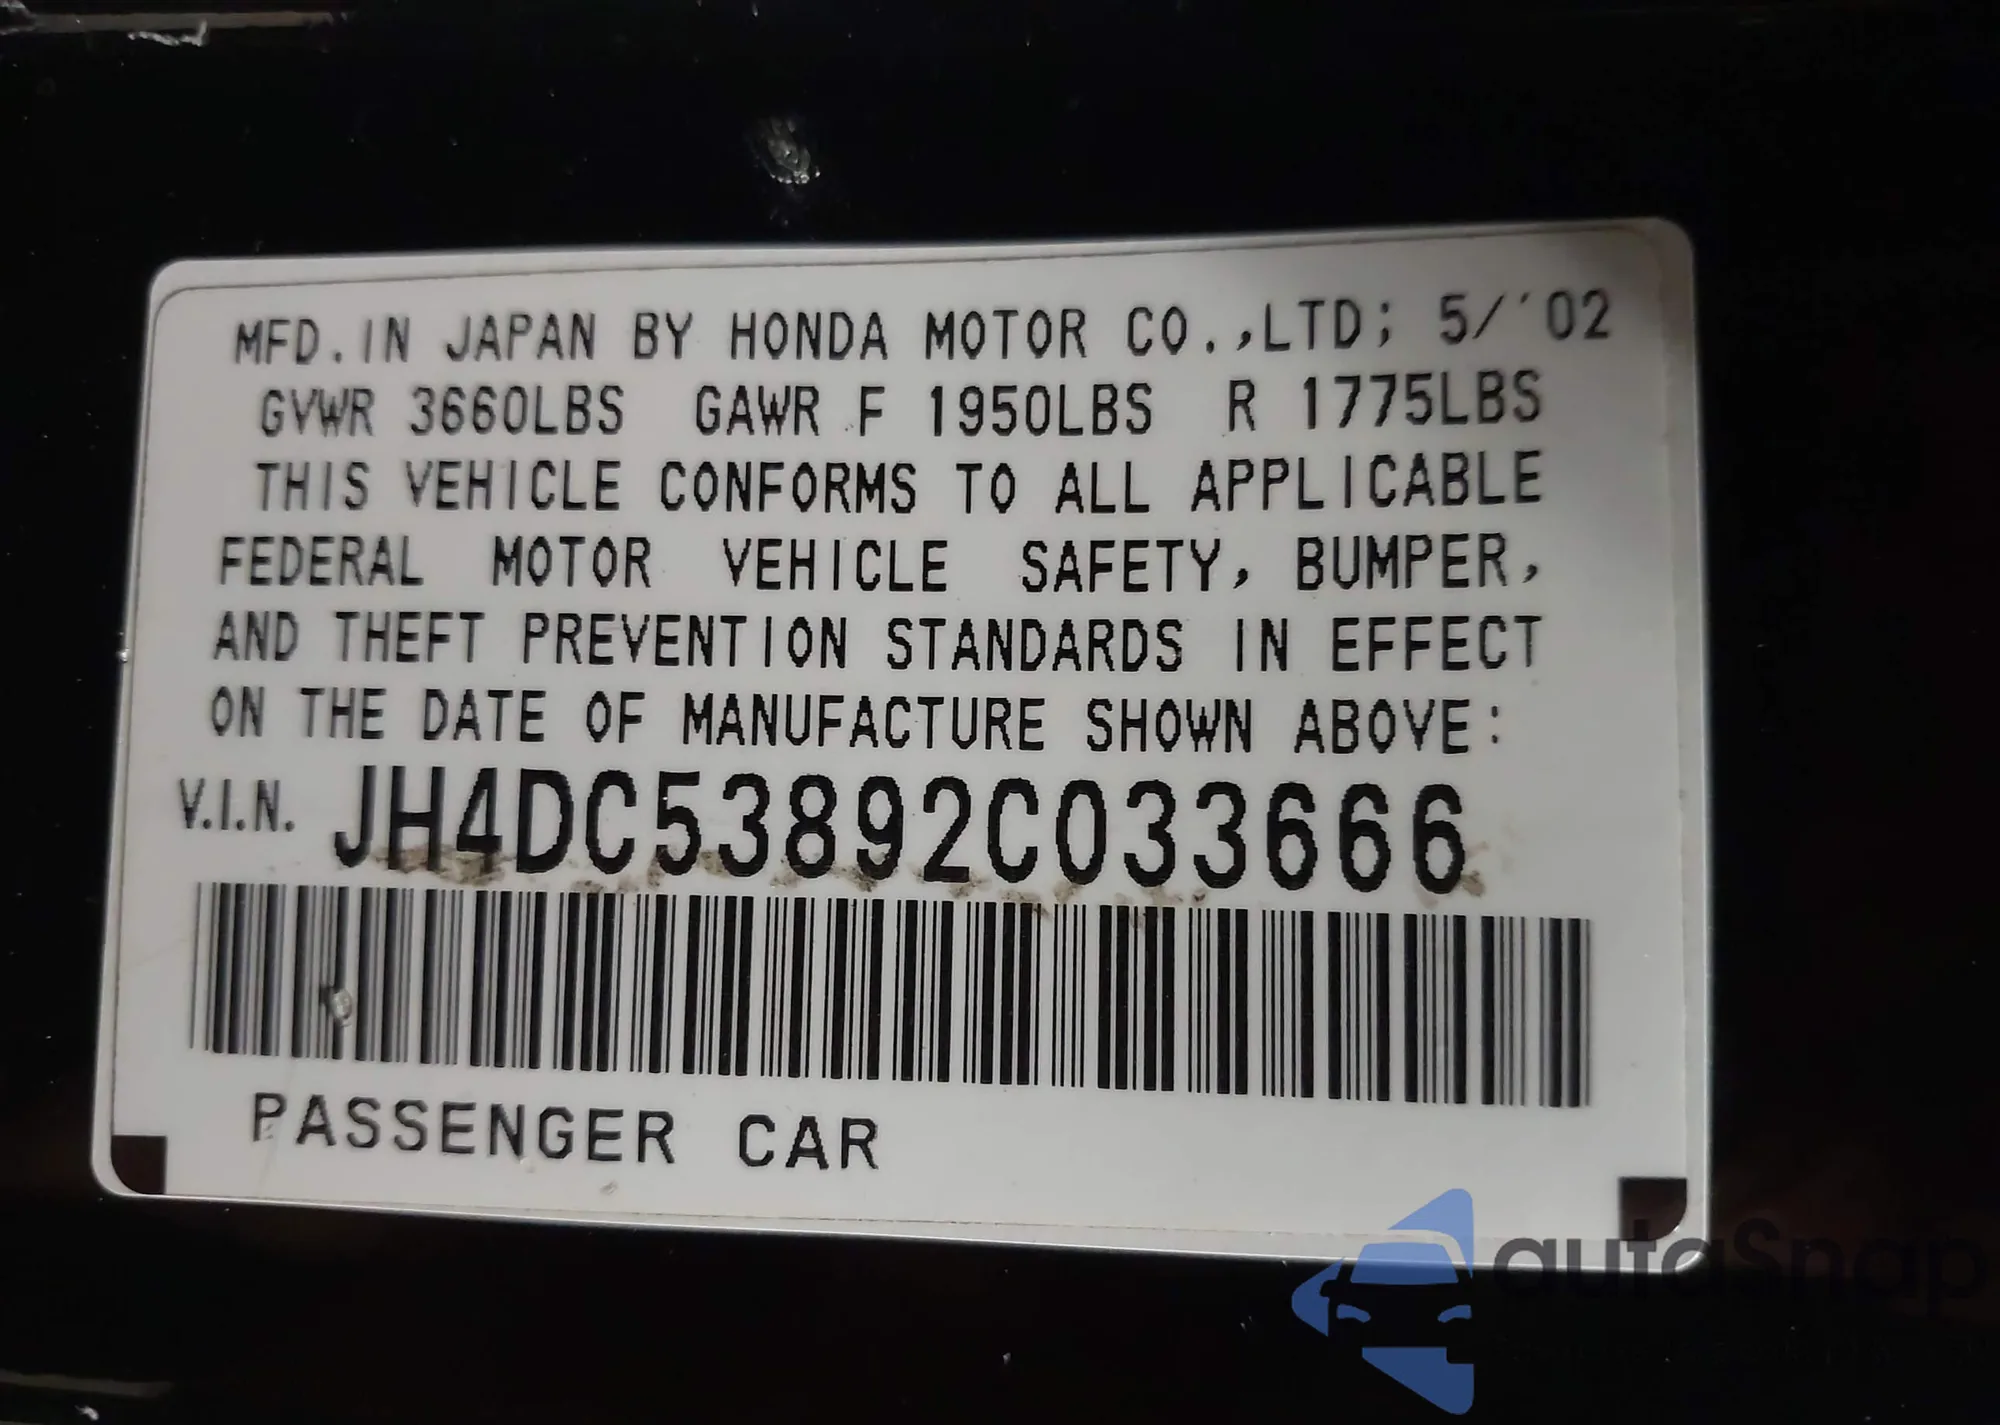 MFD. IN JAPAN BY HONDA MOTOR CO.,LTD; 5/'02
GVWR 3660LBS GAWR F 1950LBS R 1775LBS
THIS VEHICLE CONFORMS TO ALL APPLICABLE
FEDERAL MOTOR VEHICLE SAFETY, BUMPER,
AND THEFT PREVENTION STANDARDS IN EFFECT
ON THE DATE OF MANUFACTURE SHOWN ABOVE:
V.I.N. JH4DC53892C033666
PASSENGER CAR
autaSnap